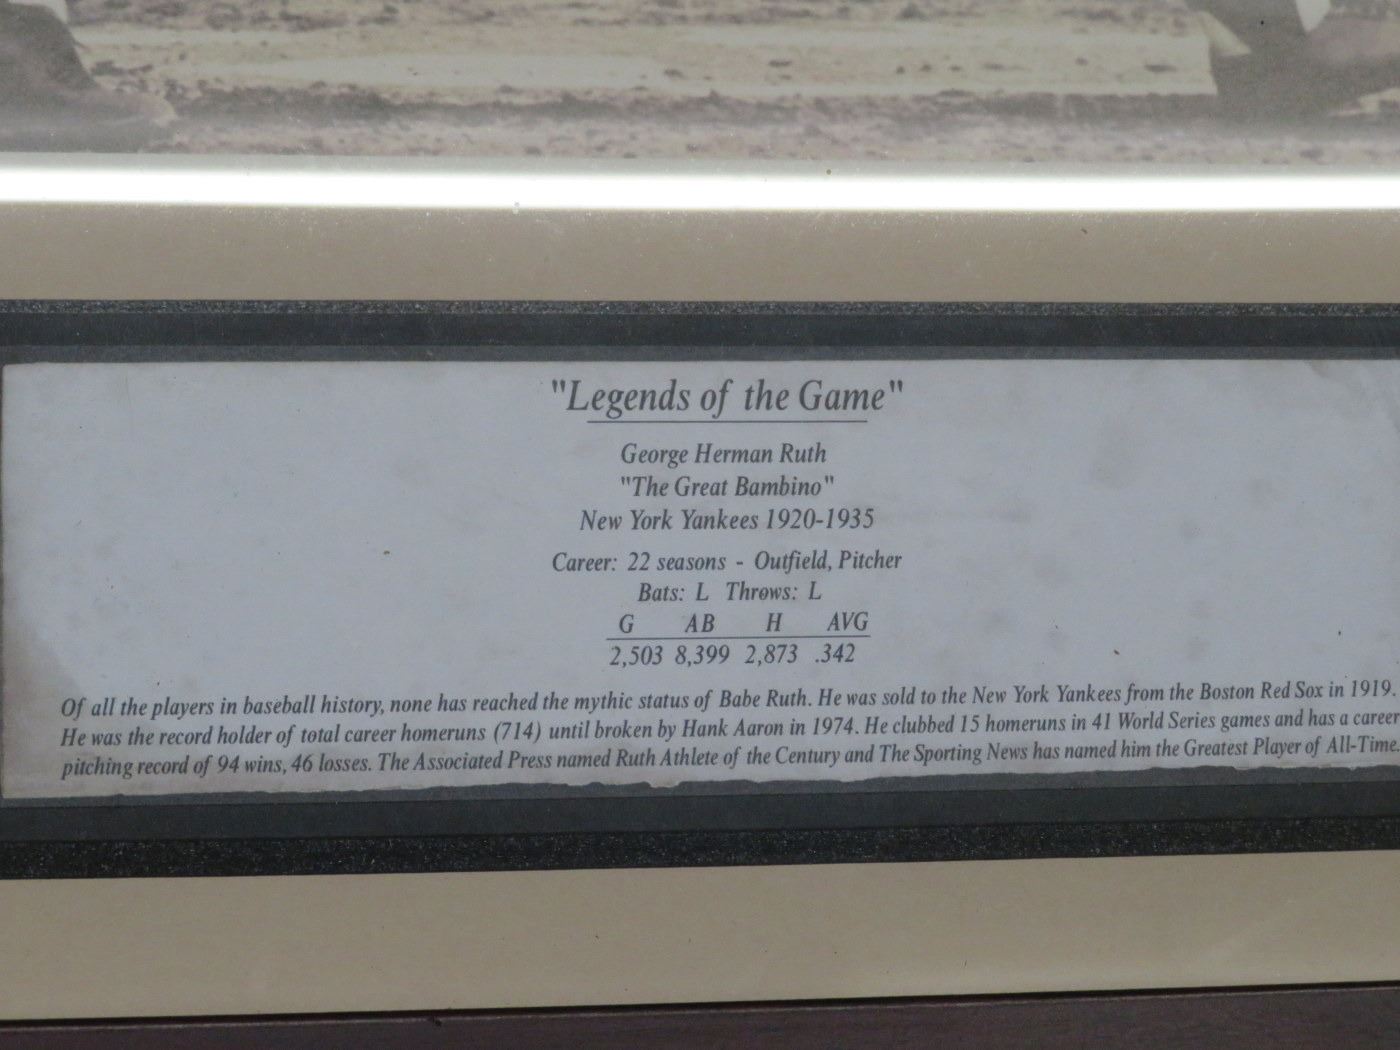 "Legends of the Game"
George Herman Ruth
"The Great Bambino"
New York Yankees 1920-1935
Career: 22 seasons - Outfield, Pitcher
Bats: L Throws: L
G AB H AVG
2,503 8,399 2,873 .342
Of all the players in baseball history, none has reached the mythic status of Babe Ruth. He was sold to the New York Yankees from the Boston Red Sox in 1919.
He was the record holder of total career homeruns (714) until broken by Hank Aaron in 1974. He clubbed 15 homeruns in 41 World Series games and has a career
pitching record of 94 wins, 46 losses. The Associated Press named Ruth Athlete of the Century and The Sporting News has named him the Greatest Player of All-Time.